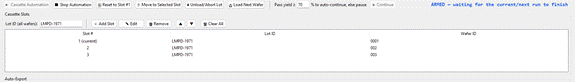 Cassette Automation Stop Automation Reset to Slot #1 Move to Selected Slot Unload/Abort Lot Load Next Wafer Pass yield ≥ 70 % to auto-continue, else pause Continue ARMED — waiting for the current/next run to finish
Cassette Slots
Lot ID (all wafers): LMPD-1971 + Add Slot Edit Remove ▲ ▼ Clear All
Slot # Lot ID Wafer ID
1 (current) LMPD-1971 0001
2 LMPD-1971 002
3 LMPD-1971 003
Auto-Export